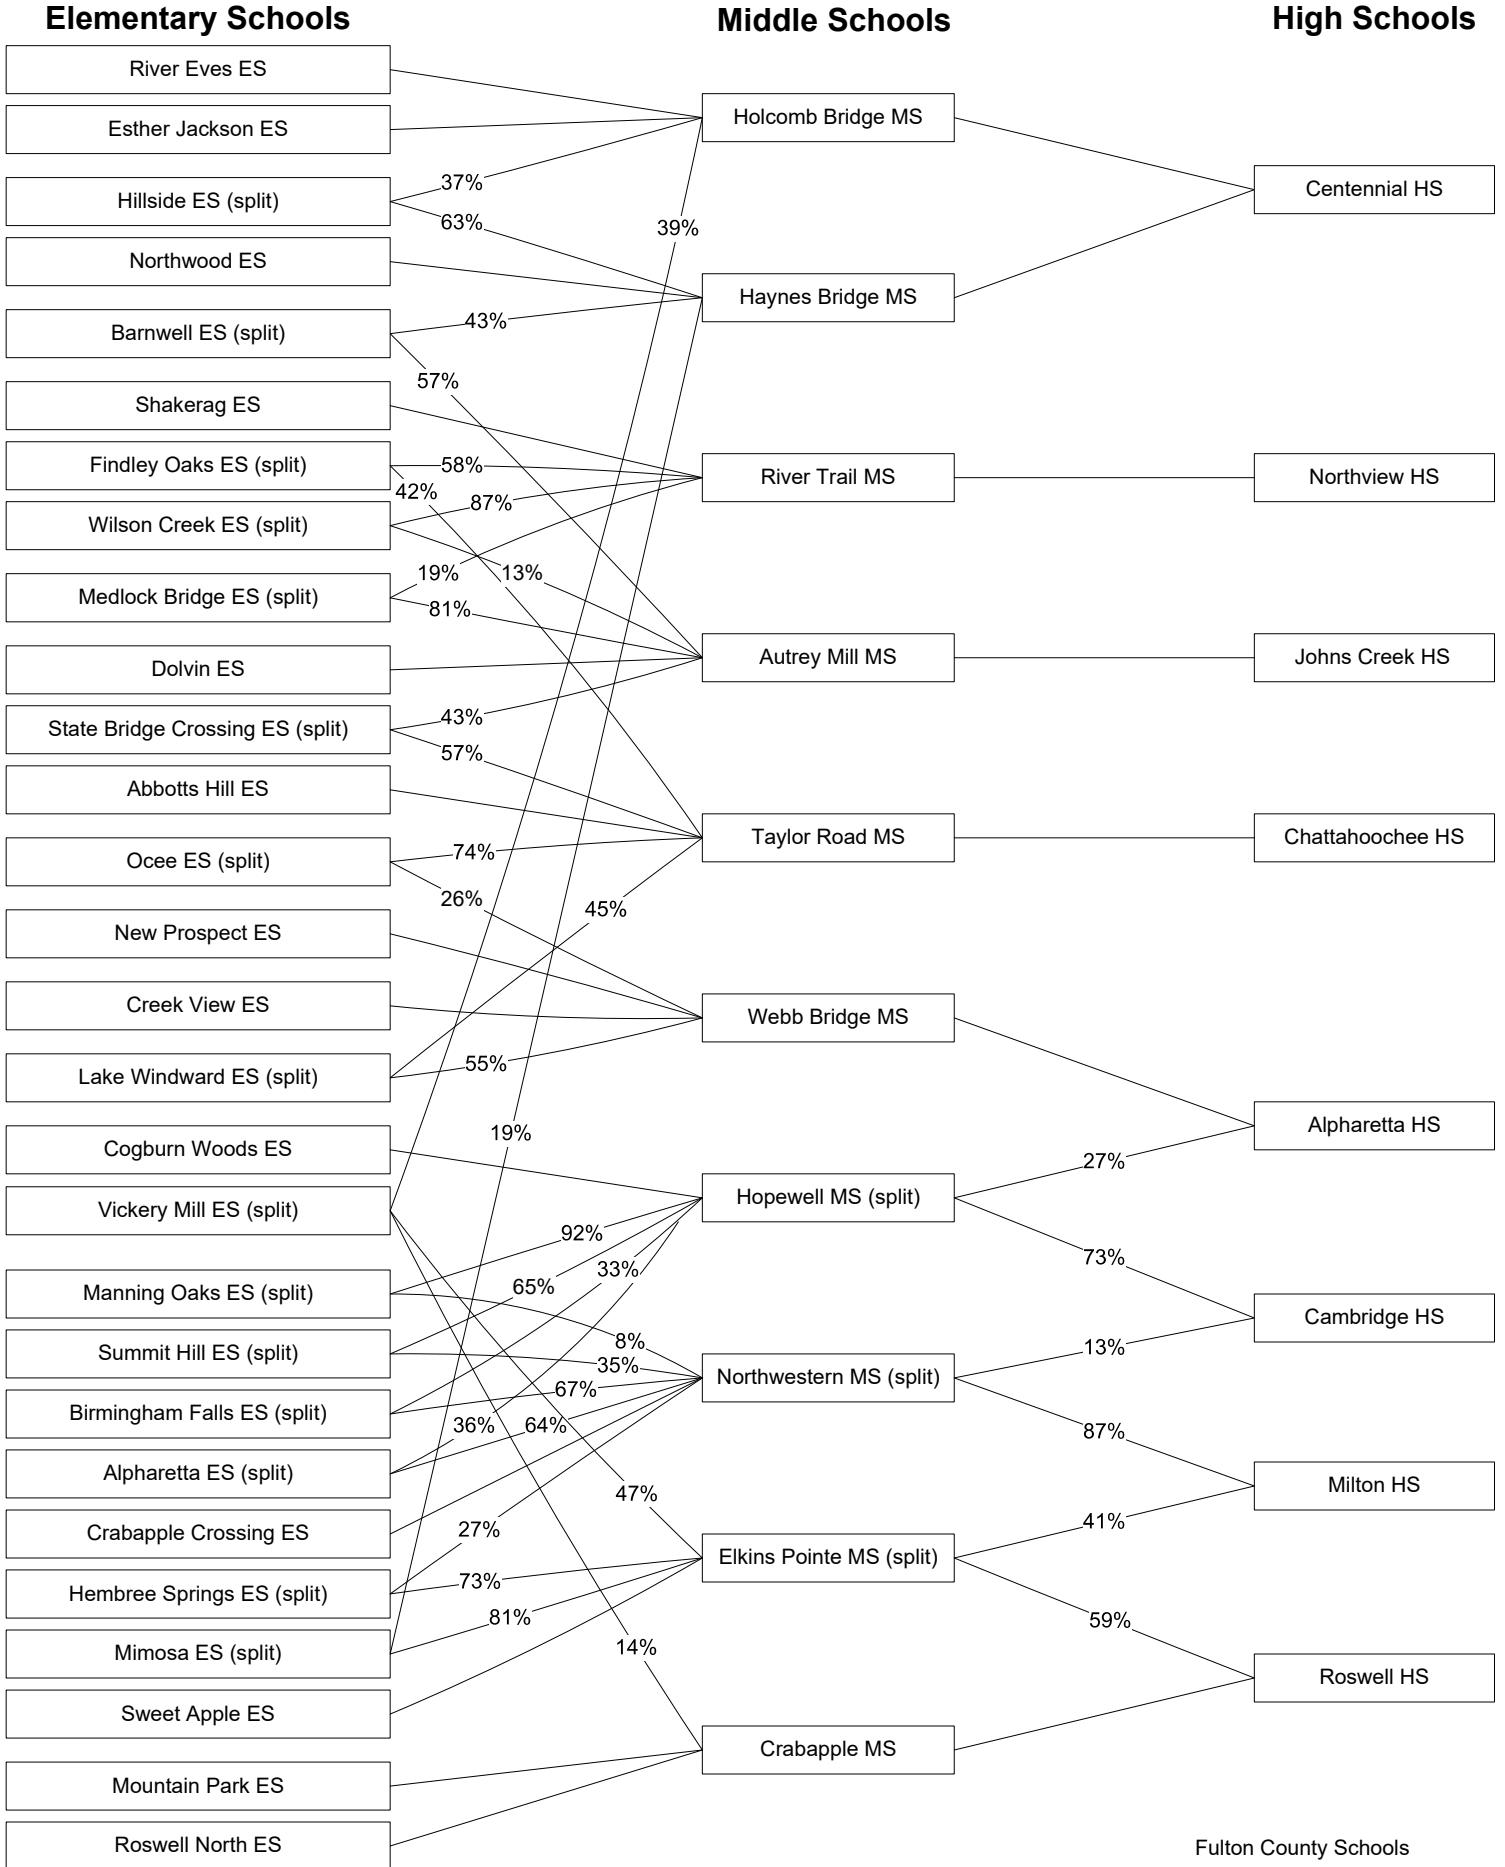 Elementary Schools
Middle Schools
High Schools
River Eves ES
Esther Jackson ES
Hillside ES (split)
Northwood ES
Barnwell ES (split)
Shakerag ES
Findley Oaks ES (split)
Wilson Creek ES (split)
Medlock Bridge ES (split)
Dolvin ES
State Bridge Crossing ES (split)
Abbotts Hill ES
Ocee ES (split)
New Prospect ES
Creek View ES
Lake Windward ES (split)
Cogburn Woods ES
Vickery Mill ES (split)
Manning Oaks ES (split)
Summit Hill ES (split)
Birmingham Falls ES (split)
Alpharetta ES (split)
Crabapple Crossing ES
Hembree Springs ES (split)
Mimosa ES (split)
Sweet Apple ES
Mountain Park ES
Roswell North ES
37%
63%
39%
43%
57%
58%
42%
87%
19%
13%
81%
43%
57%
74%
26%
45%
55%
19%
92%
33%
65%
8%
35%
67%
36%
64%
47%
27%
73%
81%
14%
Holcomb Bridge MS
Haynes Bridge MS
River Trail MS
Autrey Mill MS
Taylor Road MS
Webb Bridge MS
Hopewell MS (split)
Northwestern MS (split)
Elkins Pointe MS (split)
Crabapple MS
27%
73%
13%
87%
41%
59%
Centennial HS
Northview HS
Johns Creek HS
Chattahoochee HS
Alpharetta HS
Cambridge HS
Milton HS
Roswell HS
Fulton County Schools